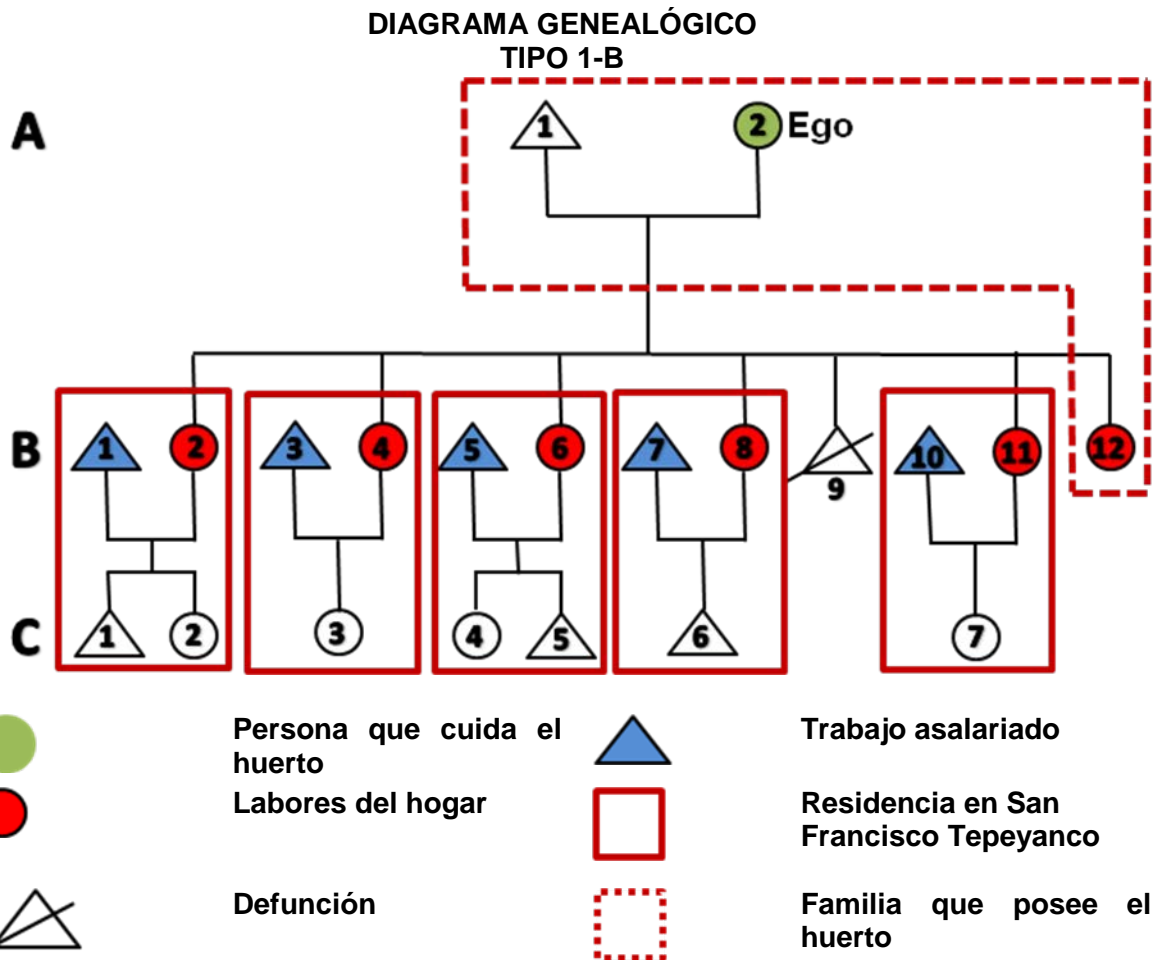 DIAGRAMA GENEALÓGICO
TIPO 1-B
A
1
2 Ego
B
1
2
3
4
5
6
7
8
9
10
11
12
C
1
2
3
4
5
6
7
Persona que cuida el
huerto
Trabajo asalariado
Labores del hogar
Residencia en San
Francisco Tepeyanco
Defunción
Familia que posee el
huerto